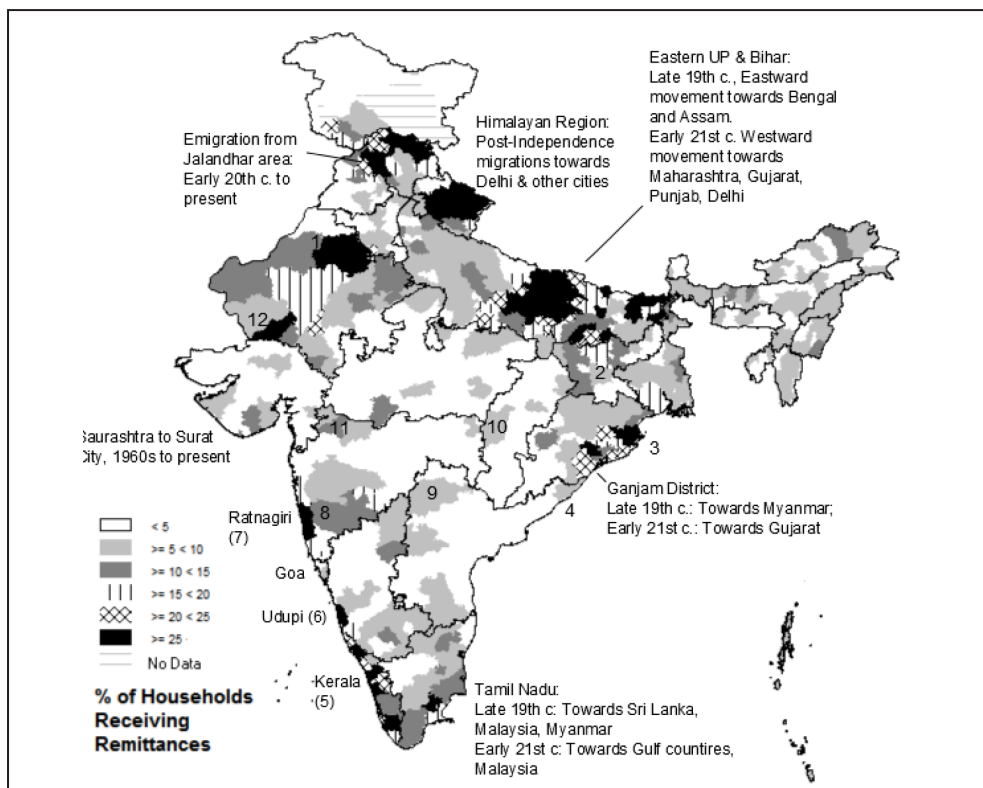 Eastern UP & Bihar:
Late 19th c., Eastward
movement towards Bengal
and Assam.
Early 21st c. Westward
movement towards
Maharashtra, Gujarat,
Punjab, Delhi
Himalayan Region:
Post-Independence
migrations towards
Delhi & other cities
Emigration from
Jalandhar area:
Early 20th c. to
present
1
12
2
11
10
3
Saurashtra to Surat
City, 1960s to present
9
4
8
Ganjam District:
Late 19th c.: Towards Myanmar;
Early 21st c.: Towards Gujarat
Ratnagiri
(7)
Goa
Udupi (6)
Kerala
(5)
< 5
>= 5 < 10
>= 10 < 15
>= 15 < 20
>= 20 < 25
>= 25
No Data
% of Households
Receiving
Remittances
Tamil Nadu:
Late 19th c: Towards Sri Lanka,
Malaysia, Myanmar
Early 21st c: Towards Gulf countires,
Malaysia